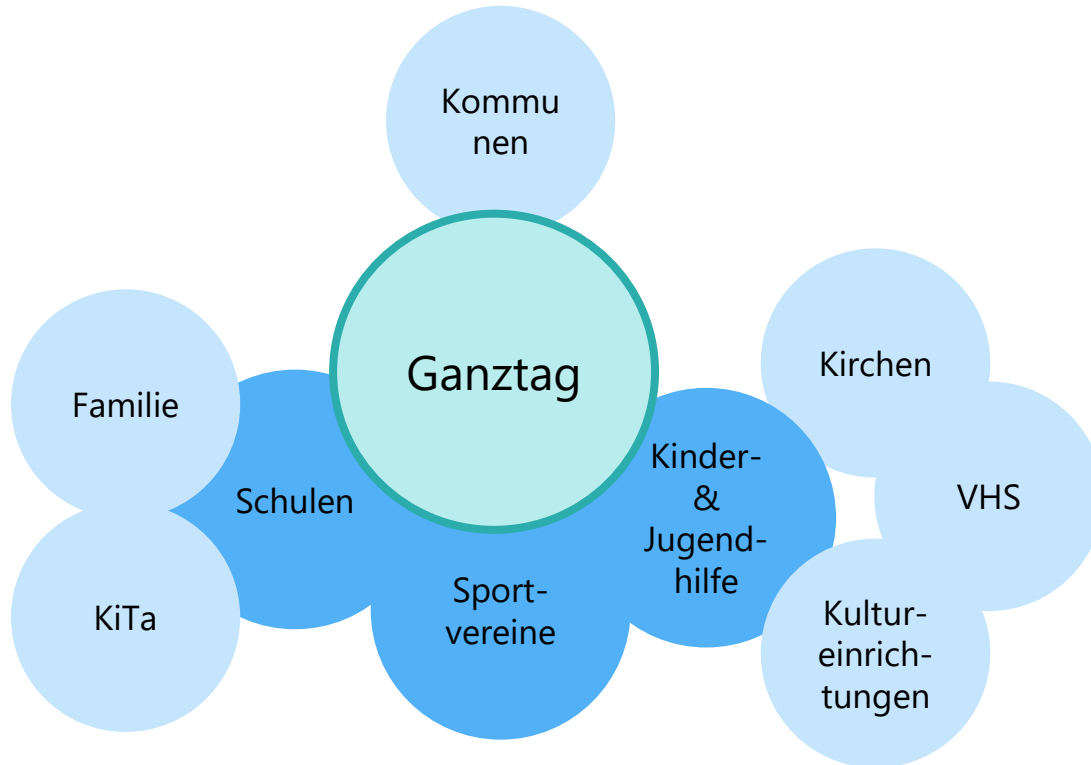 Kommu
nen
Ganztag
Familie
Schulen
KiTa
Sport-
vereine
Kinder-
&
Jugend-
hilfe
Kirchen
VHS
Kultur-
einrich-
tungen